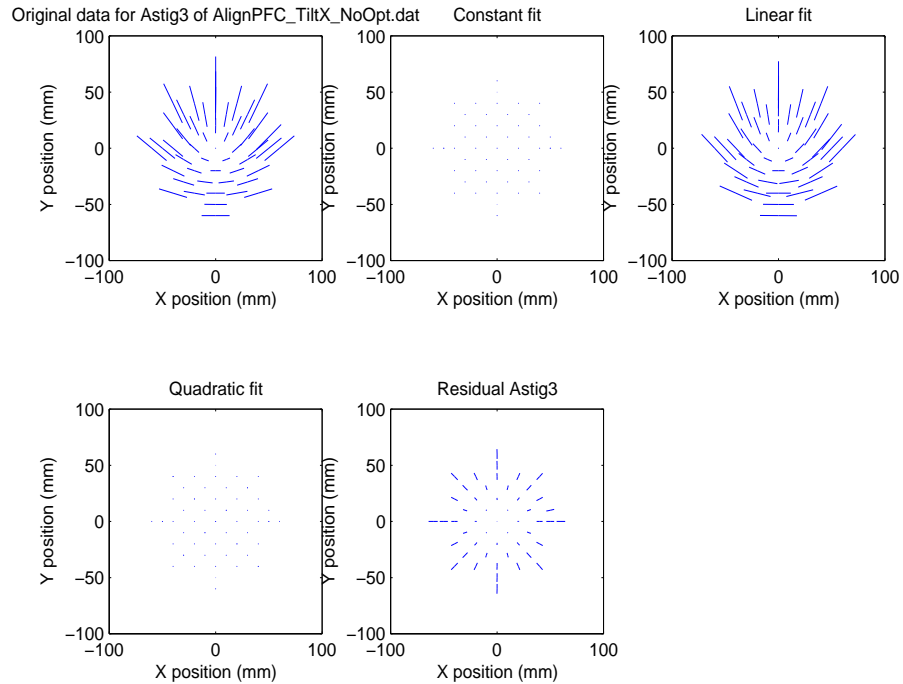 Original data for Astig3 of AlignPFC_TiltX_NoOpt.dat
100
50
0
−50
−100
−100 0 100
X position (mm)
Y position (mm)
Constant fit
100
50
0
−50
−100
−100 0 100
X position (mm)
Y position (mm)
Linear fit
100
50
0
−50
−100
−100 0 100
X position (mm)
Y position (mm)
Quadratic fit
100
50
0
−50
−100
−100 0 100
X position (mm)
Y position (mm)
Residual Astig3
100
50
0
−50
−100
−100 0 100
X position (mm)
Y position (mm)